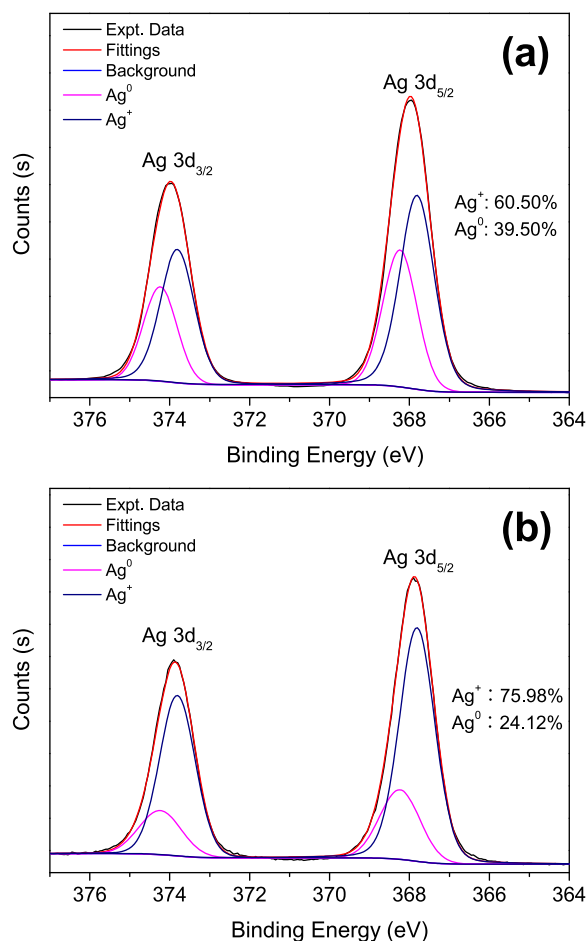 Expt. Data
Fittings
Background
Ag⁰
Ag⁺
(a)
Ag 3d₅/₂
Ag 3d₃/₂
Ag⁺: 60.50%
Ag⁰: 39.50%
Counts (s)
376 374 372 370 368 366 364
Binding Energy (eV)
Expt. Data
Fittings
Background
Ag⁰
Ag⁺
(b)
Ag 3d₅/₂
Ag 3d₃/₂
Ag⁺ : 75.98%
Ag⁰ : 24.12%
Counts (s)
376 374 372 370 368 366 364
Binding Energy (eV)